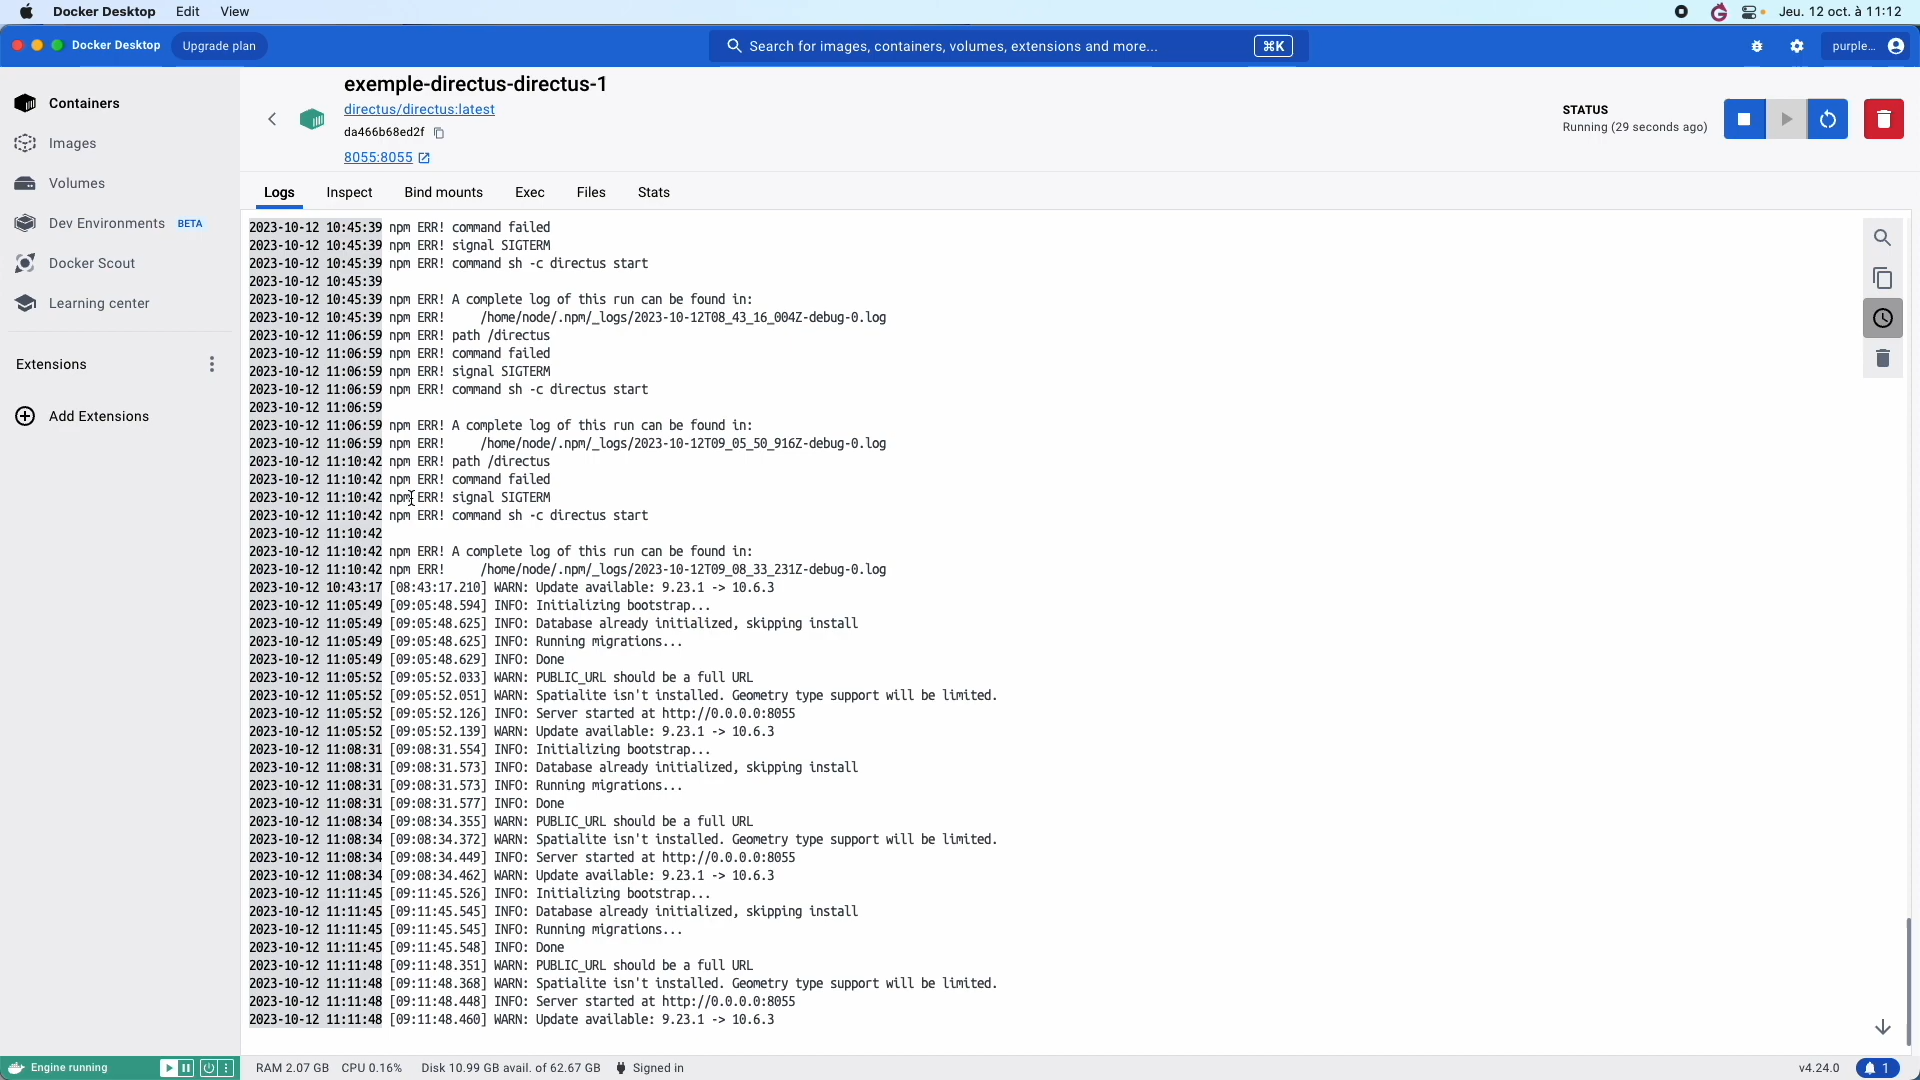 Docker Desktop Edit View
Jeu. 12 oct. à 11:12
Docker Desktop
Upgrade plan
Search for images, containers, volumes, extensions and more...
⌘K
purple...
Containers
Images
Volumes
Dev Environments BETA
Docker Scout
Learning center
Extensions
Add Extensions
exemple-directus-directus-1
directus/directus:latest
da466b68ed2f
8055:8055
STATUS
Running (29 seconds ago)
Logs Inspect Bind mounts Exec Files Stats
2023-10-12 10:45:39 npm ERR! command failed
2023-10-12 10:45:39 npm ERR! signal SIGTERM
2023-10-12 10:45:39 npm ERR! command sh -c directus start
2023-10-12 10:45:39
2023-10-12 10:45:39 npm ERR! A complete log of this run can be found in:
2023-10-12 10:45:39 npm ERR!     /home/node/.npm/_logs/2023-10-12T08_43_16_004Z-debug-0.log
2023-10-12 11:06:59 npm ERR! path /directus
2023-10-12 11:06:59 npm ERR! command failed
2023-10-12 11:06:59 npm ERR! signal SIGTERM
2023-10-12 11:06:59 npm ERR! command sh -c directus start
2023-10-12 11:06:59
2023-10-12 11:06:59 npm ERR! A complete log of this run can be found in:
2023-10-12 11:06:59 npm ERR!     /home/node/.npm/_logs/2023-10-12T09_05_50_916Z-debug-0.log
2023-10-12 11:10:42 npm ERR! path /directus
2023-10-12 11:10:42 npm ERR! command failed
2023-10-12 11:10:42 npm ERR! signal SIGTERM
2023-10-12 11:10:42 npm ERR! command sh -c directus start
2023-10-12 11:10:42
2023-10-12 11:10:42 npm ERR! A complete log of this run can be found in:
2023-10-12 11:10:42 npm ERR!     /home/node/.npm/_logs/2023-10-12T09_08_33_231Z-debug-0.log
2023-10-12 10:43:17 [08:43:17.210] WARN: Update available: 9.23.1 -> 10.6.3
2023-10-12 11:05:49 [09:05:48.594] INFO: Initializing bootstrap...
2023-10-12 11:05:49 [09:05:48.625] INFO: Database already initialized, skipping install
2023-10-12 11:05:49 [09:05:48.625] INFO: Running migrations...
2023-10-12 11:05:49 [09:05:48.629] INFO: Done
2023-10-12 11:05:52 [09:05:52.033] WARN: PUBLIC_URL should be a full URL
2023-10-12 11:05:52 [09:05:52.051] WARN: Spatialite isn't installed. Geometry type support will be limited.
2023-10-12 11:05:52 [09:05:52.126] INFO: Server started at http://0.0.0.0:8055
2023-10-12 11:05:52 [09:05:52.139] WARN: Update available: 9.23.1 -> 10.6.3
2023-10-12 11:08:31 [09:08:31.554] INFO: Initializing bootstrap...
2023-10-12 11:08:31 [09:08:31.573] INFO: Database already initialized, skipping install
2023-10-12 11:08:31 [09:08:31.573] INFO: Running migrations...
2023-10-12 11:08:31 [09:08:31.577] INFO: Done
2023-10-12 11:08:34 [09:08:34.355] WARN: PUBLIC_URL should be a full URL
2023-10-12 11:08:34 [09:08:34.372] WARN: Spatialite isn't installed. Geometry type support will be limited.
2023-10-12 11:08:34 [09:08:34.449] INFO: Server started at http://0.0.0.0:8055
2023-10-12 11:08:34 [09:08:34.462] WARN: Update available: 9.23.1 -> 10.6.3
2023-10-12 11:11:45 [09:11:45.526] INFO: Initializing bootstrap...
2023-10-12 11:11:45 [09:11:45.545] INFO: Database already initialized, skipping install
2023-10-12 11:11:45 [09:11:45.545] INFO: Running migrations...
2023-10-12 11:11:45 [09:11:45.548] INFO: Done
2023-10-12 11:11:48 [09:11:48.351] WARN: PUBLIC_URL should be a full URL
2023-10-12 11:11:48 [09:11:48.368] WARN: Spatialite isn't installed. Geometry type support will be limited.
2023-10-12 11:11:48 [09:11:48.448] INFO: Server started at http://0.0.0.0:8055
2023-10-12 11:11:48 [09:11:48.460] WARN: Update available: 9.23.1 -> 10.6.3
Engine running
RAM 2.07 GB CPU 0.16% Disk 10.99 GB avail. of 62.67 GB Signed in
v4.24.0
1